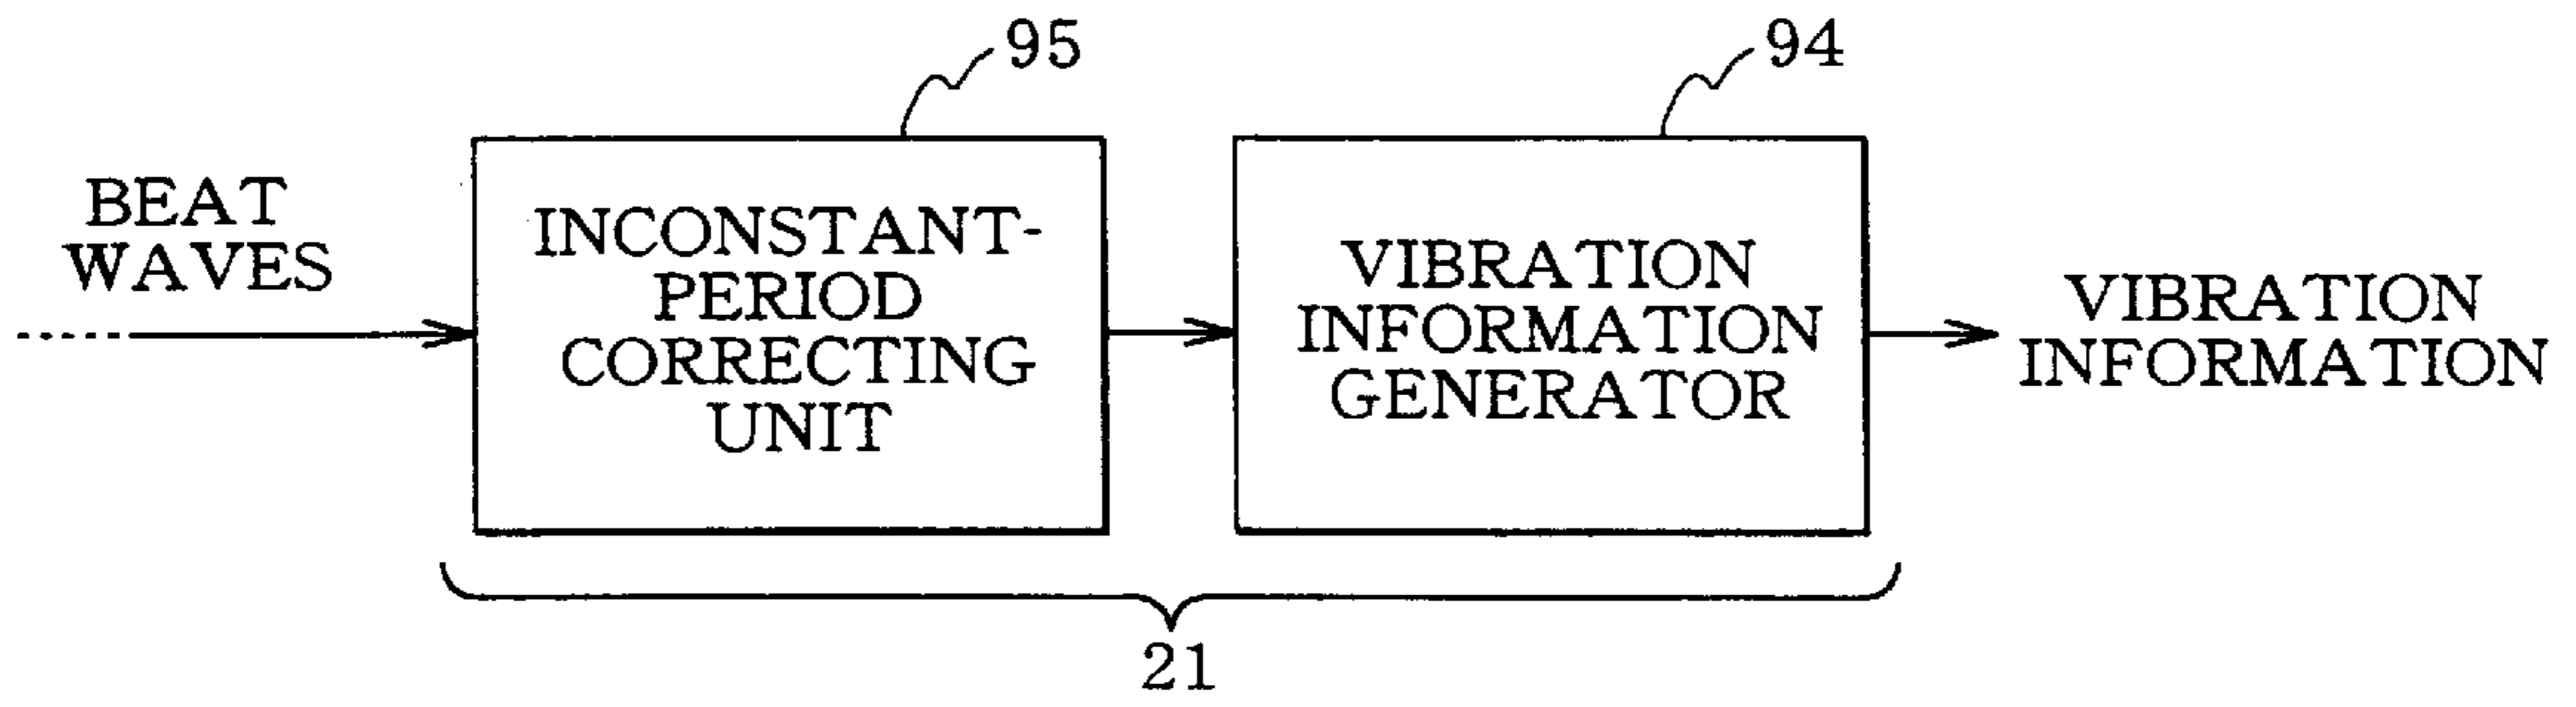 95
94
BEAT
WAVES
INCONSTANT-
PERIOD
CORRECTING
UNIT
VIBRATION
INFORMATION
GENERATOR
VIBRATION
INFORMATION
21